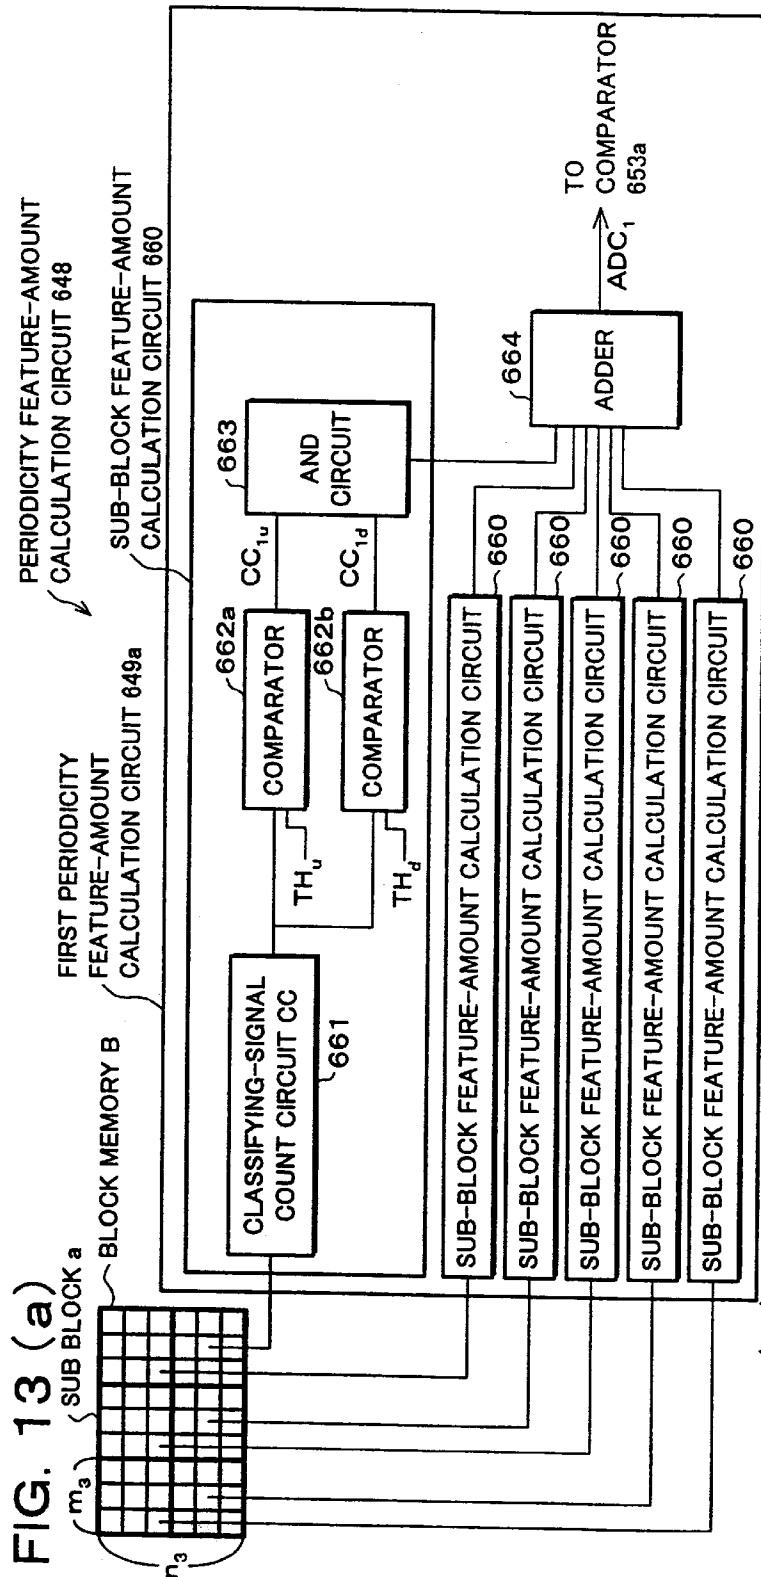 FIG. 13 (a)
m3
n3
SUB BLOCK a
BLOCK MEMORY B
FIRST PERIODICITY
FEATURE-AMOUNT
CALCULATION CIRCUIT 649a
PERIODICITY FEATURE-AMOUNT
CALCULATION CIRCUIT 648
SUB-BLOCK FEATURE-AMOUNT
CALCULATION CIRCUIT 660
CLASSIFYING-SIGNAL
COUNT CIRCUIT CC
661
THu
THd
662a
COMPARATOR
662b
COMPARATOR
CC1u
CC1d
663
AND
CIRCUIT
664
ADDER
ADC1
TO
COMPARATOR
653a
SUB-BLOCK FEATURE-AMOUNT CALCULATION CIRCUIT
660
SUB-BLOCK FEATURE-AMOUNT CALCULATION CIRCUIT
660
SUB-BLOCK FEATURE-AMOUNT CALCULATION CIRCUIT
660
SUB-BLOCK FEATURE-AMOUNT CALCULATION CIRCUIT
660
SUB-BLOCK FEATURE-AMOUNT CALCULATION CIRCUIT
660